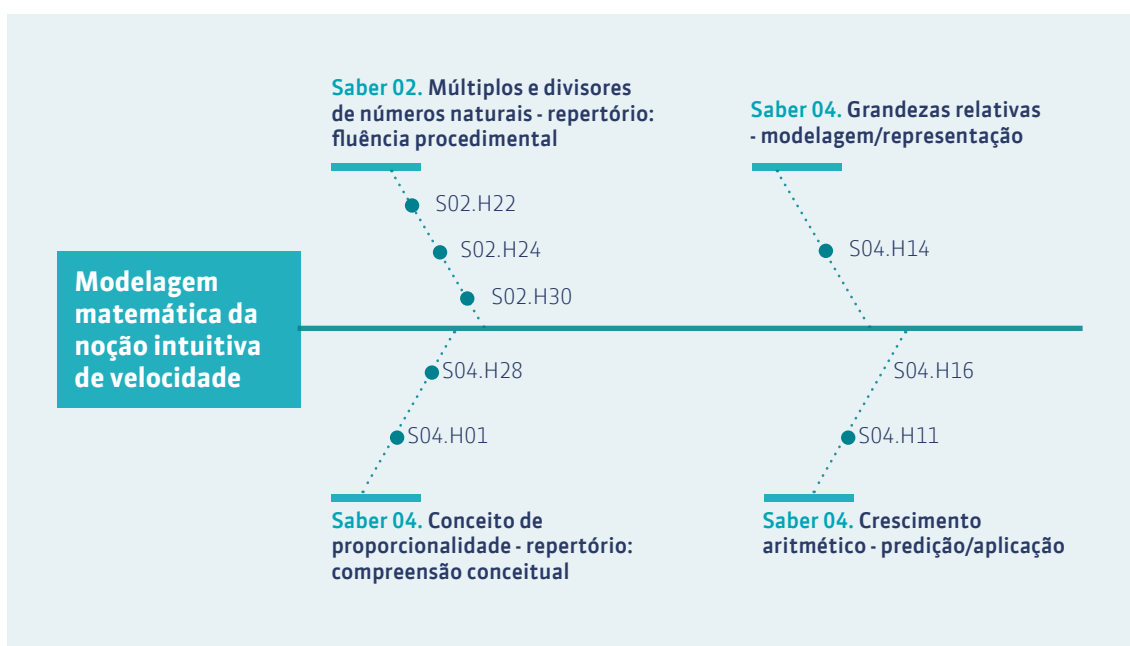 Saber 02. Múltiplos e divisores
de números naturais - repertório:
fluência procedimental
Saber 04. Grandezas relativas
- modelagem/representação
S02.H22
S02.H24
S02.H30
S04.H14
Modelagem
matemática da
noção intuitiva
de velocidade
S04.H28
S04.H01
S04.H16
S04.H11
Saber 04. Conceito de
proporcionalidade - repertório:
compreensão conceitual
Saber 04. Crescimento
aritmético - predição/aplicação